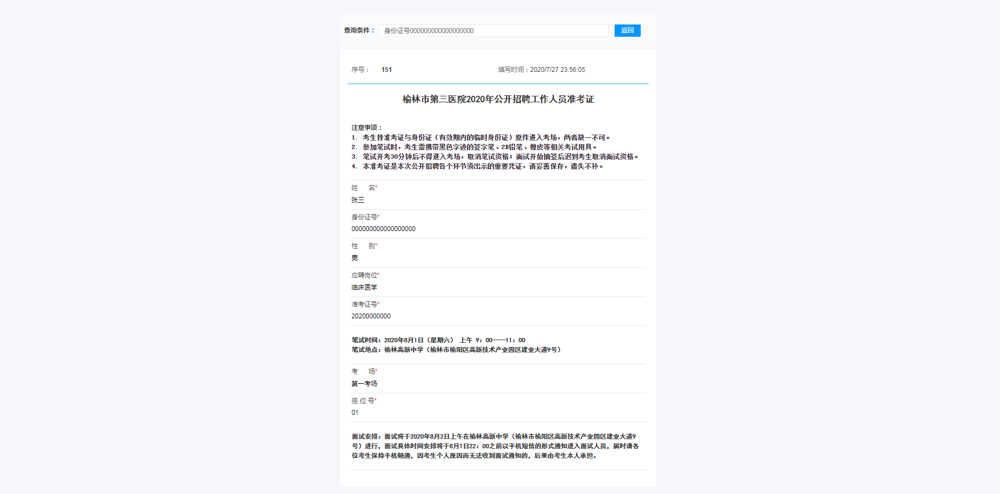 查询条件： 身份证号000000000000000000 返回
序号： 151 填写时间：2020/7/27 23:56:05
榆林市第三医院2020年公开招聘工作人员准考证
注意事项：
1. 考生持准考证与身份证（有效期内的临时身份证）原件进入考场，两者缺一不可。
2. 参加笔试时，考生需携带黑色字迹的签字笔、2B铅笔、橡皮等相关考试用具。
3. 笔试开考30分钟后不得进入考场，取消笔试资格；面试开始抽签后迟到考生取消面试资格。
4. 本准考证是本次公开招聘各个环节须出示的重要凭证，请妥善保存，遗失不补。
姓 名*
张三
身份证号*
000000000000000000
性 别*
男
应聘岗位*
临床医学
准考证号*
20200000000
笔试时间：2020年8月1日（星期六） 上午 9：00——11：00
笔试地点：榆林高新中学（榆林市榆阳区高新技术产业园区建业大道9号）
考 场*
第一考场
座 位 号*
01
面试安排：面试将于2020年8月2日上午在榆林高新中学（榆林市榆阳区高新技术产业园区建业大道9
号）进行，面试具体时间安排将于8月1日22：00之前以手机短信的形式通知进入面试人员，届时请各
位考生保持手机畅通，因考生个人原因而无法收到面试通知的，后果由考生本人承担。